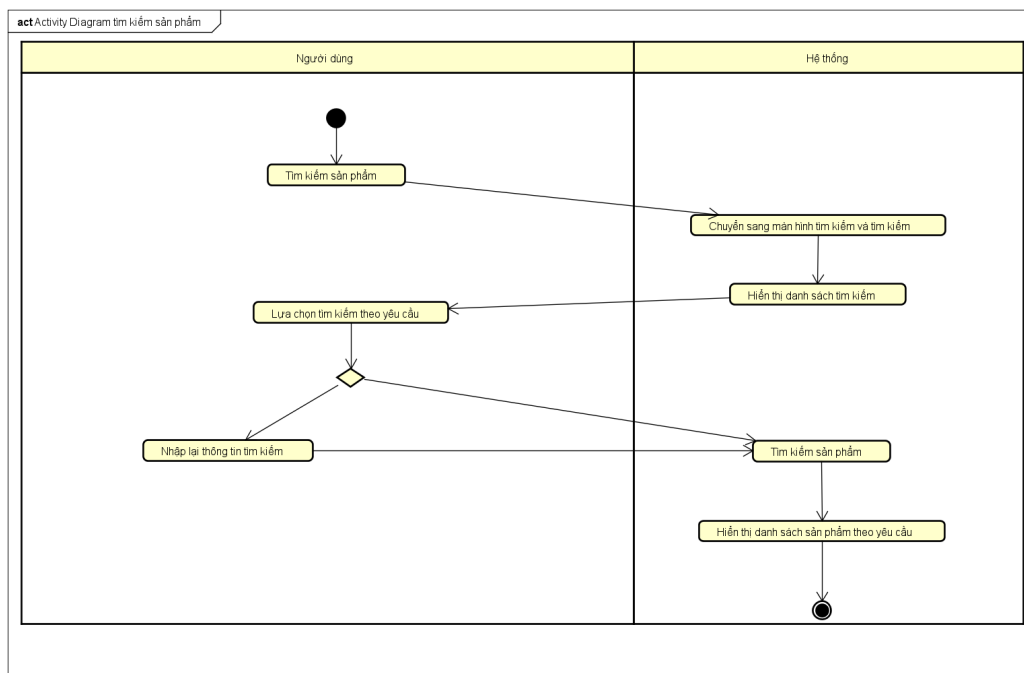 act Activity Diagram tìm kiếm sản phẩm
Người dùng
Hệ thống
Tìm kiếm sản phẩm
Chuyển sang màn hình tìm kiếm và tìm kiếm
Hiển thị danh sách tìm kiếm
Lựa chọn tìm kiếm theo yêu cầu
Nhập lại thông tin tìm kiếm
Tìm kiếm sản phẩm
Hiển thị danh sách sản phẩm theo yêu cầu